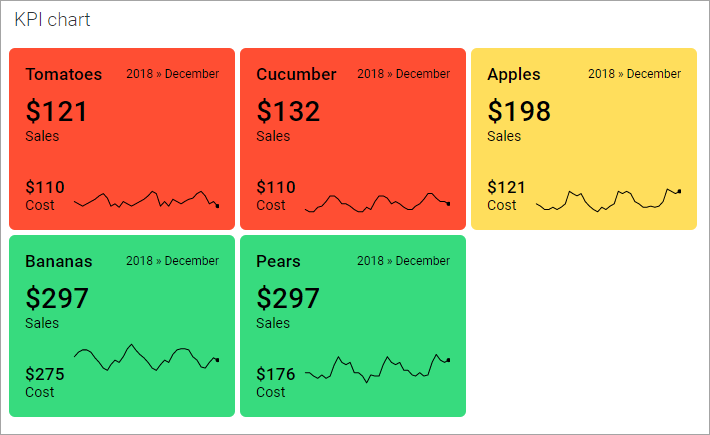 KPI chart
Tomatoes 2018 » December
$121
Sales
$110
Cost
Cucumber 2018 » December
$132
Sales
$110
Cost
Apples 2018 » December
$198
Sales
$121
Cost
Bananas 2018 » December
$297
Sales
$275
Cost
Pears 2018 » December
$297
Sales
$176
Cost